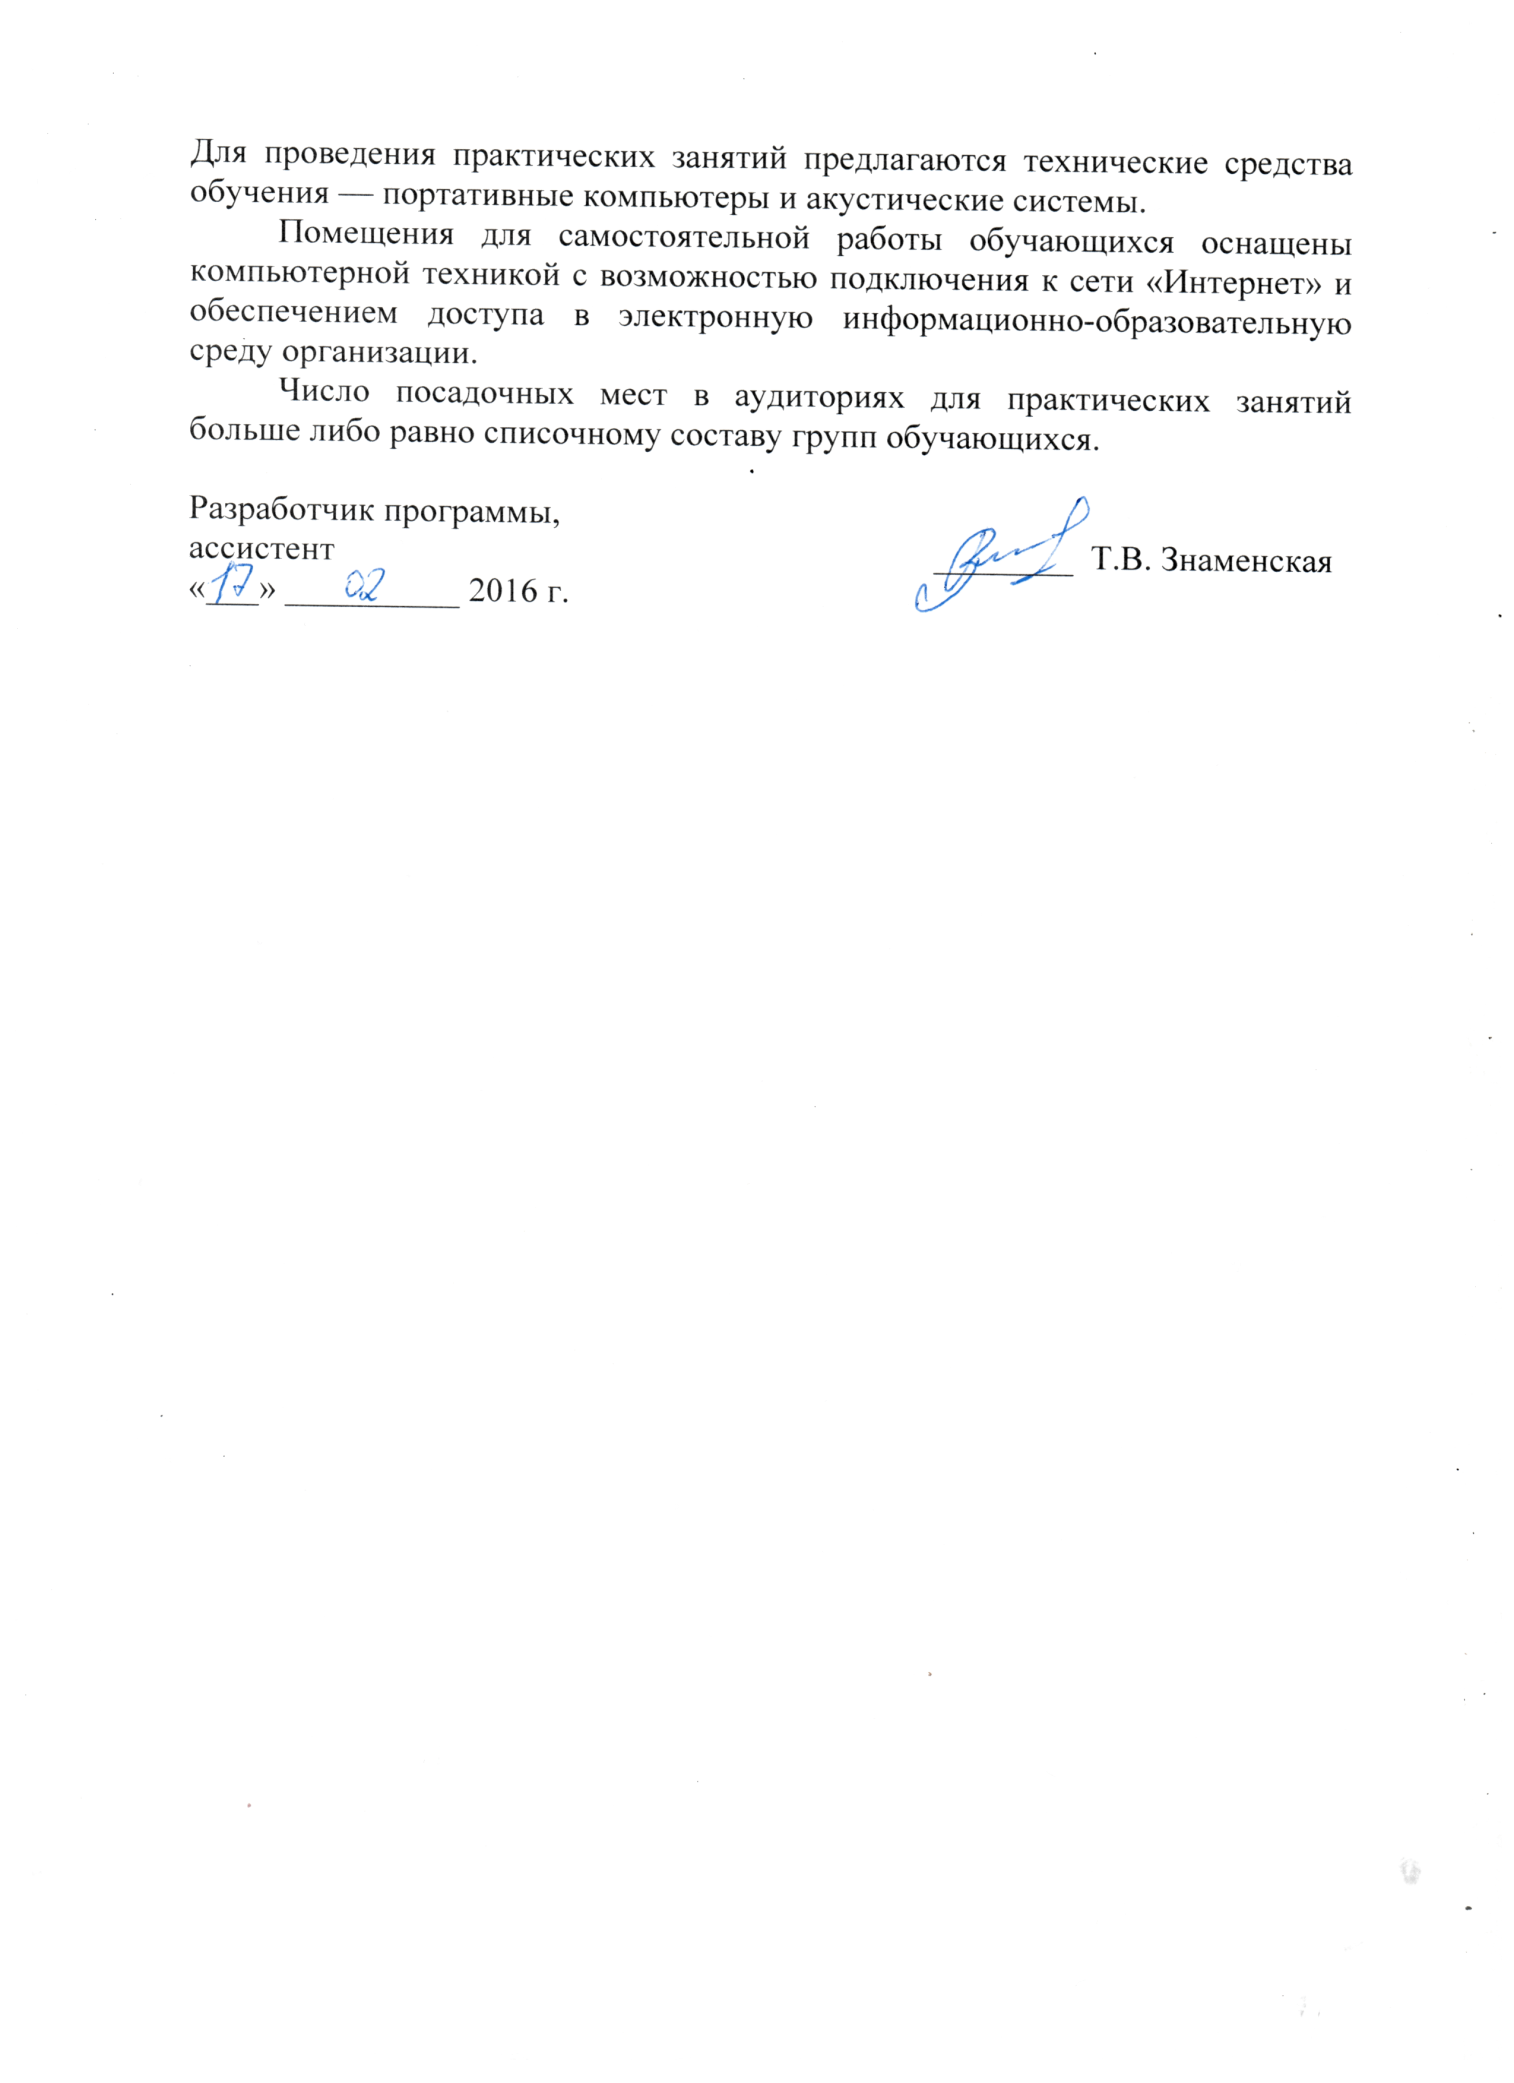 Для проведения практических занятий предлагаются технические средства
обучения — портативные компьютеры и акустические системы.
Помещения для самостоятельной работы обучающихся оснащены
компьютерной техникой с возможностью подключения к сети «Интернет» и
обеспечением доступа в электронную информационно-образовательную
среду организации.
Число посадочных мест в аудиториях для практических занятий
больше либо равно списочному составу групп обучающихся.
Разработчик программы,
ассистент
Т.В. Знаменская
«17» 02 2016 г.